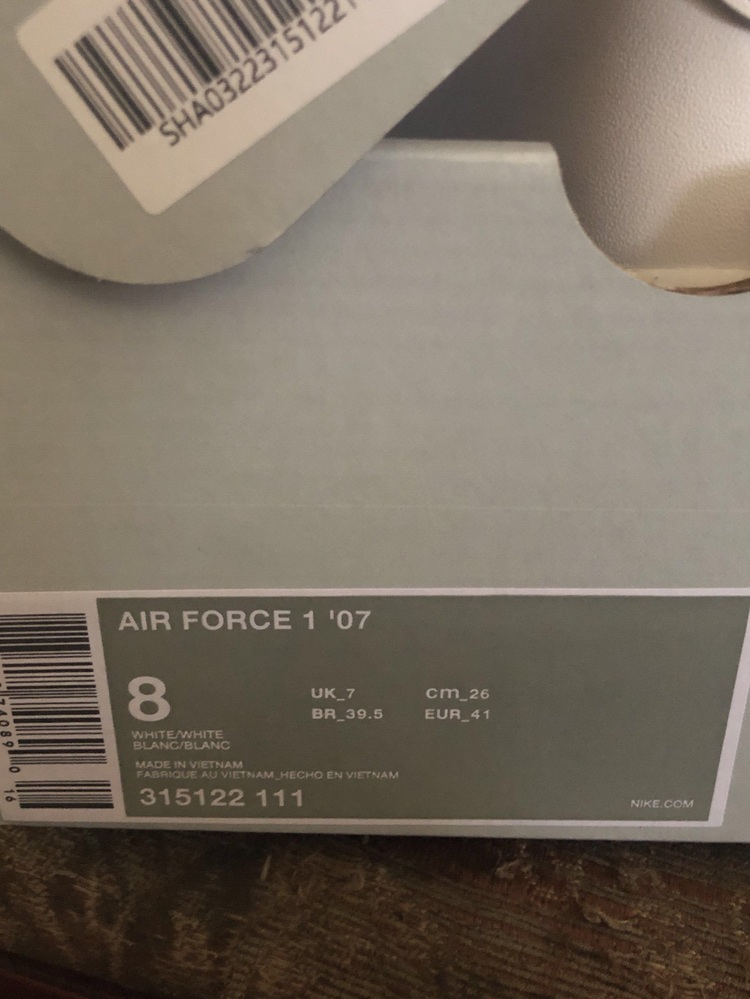 SHA0322315122
AIR FORCE 1 '07
8
UK_7 cm_26
BR_39.5 EUR_41
WHITE/WHITE
BLANC/BLANC
MADE IN VIETNAM
FABRIQUE AU VIETNAM_HECHO EN VIETNAM
315122 111
NIKE.COM